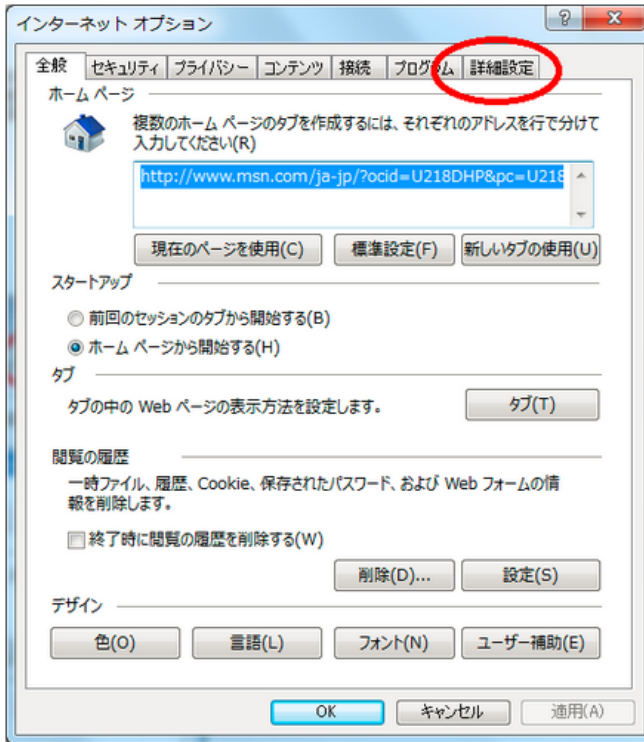 インターネット オプション
全般 セキュリティ プライバシー コンテンツ 接続 プログラム 詳細設定
ホーム ページ
複数のホーム ページのタブを作成するには、それぞれのアドレスを行で分けて
入力してください(R)
http://www.msn.com/ja-jp/?ocid=U218DHP&pc=U218
現在のページを使用(C) 標準設定(F) 新しいタブの使用(U)
スタートアップ
前回のセッションのタブから開始する(B)
ホーム ページから開始する(H)
タブ
タブの中の Web ページの表示方法を設定します。 タブ(T)
閲覧の履歴
一時ファイル、履歴、Cookie、保存されたパスワード、および Web フォームの情
報を削除します。
終了時に閲覧の履歴を削除する(W)
削除(D)... 設定(S)
デザイン
色(O) 言語(L) フォント(N) ユーザー補助(E)
OK キャンセル 適用(A)